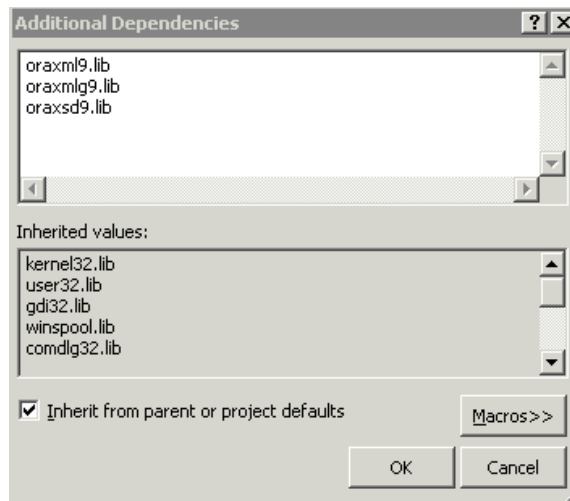 Additional Dependencies
oraxml9.lib
oraxmlg9.lib
oraxsd9.lib
Inherited values:
kernel32.lib
user32.lib
gdi32.lib
winspool.lib
comdlg32.lib
Inherit from parent or project defaults
Macros>>
OK Cancel